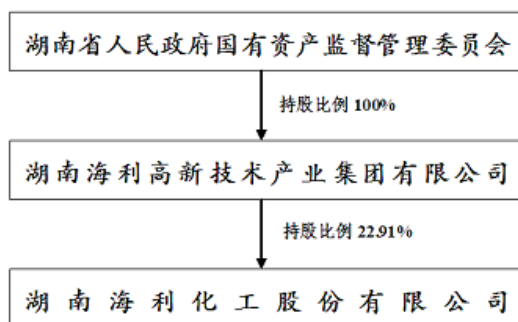 湖南省人民政府国有资产监督管理委员会
持股比例 100%
湖南海利高新技术产业集团有限公司
持股比例 22.91%
湖南海利化工股份有限公司